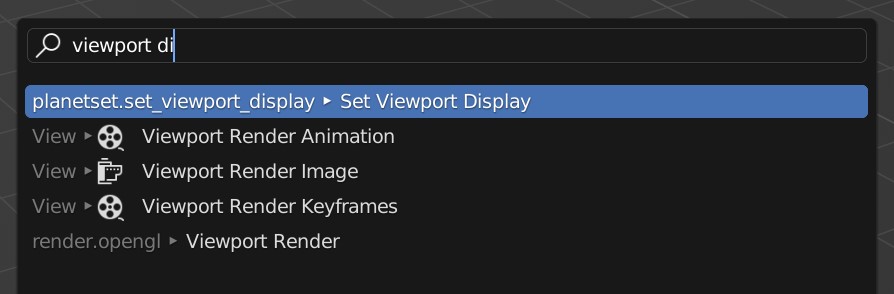 viewport di
planetset.set_viewport_display ▸ Set Viewport Display
View ▸ Viewport Render Animation
View ▸ Viewport Render Image
View ▸ Viewport Render Keyframes
render.opengl ▸ Viewport Render